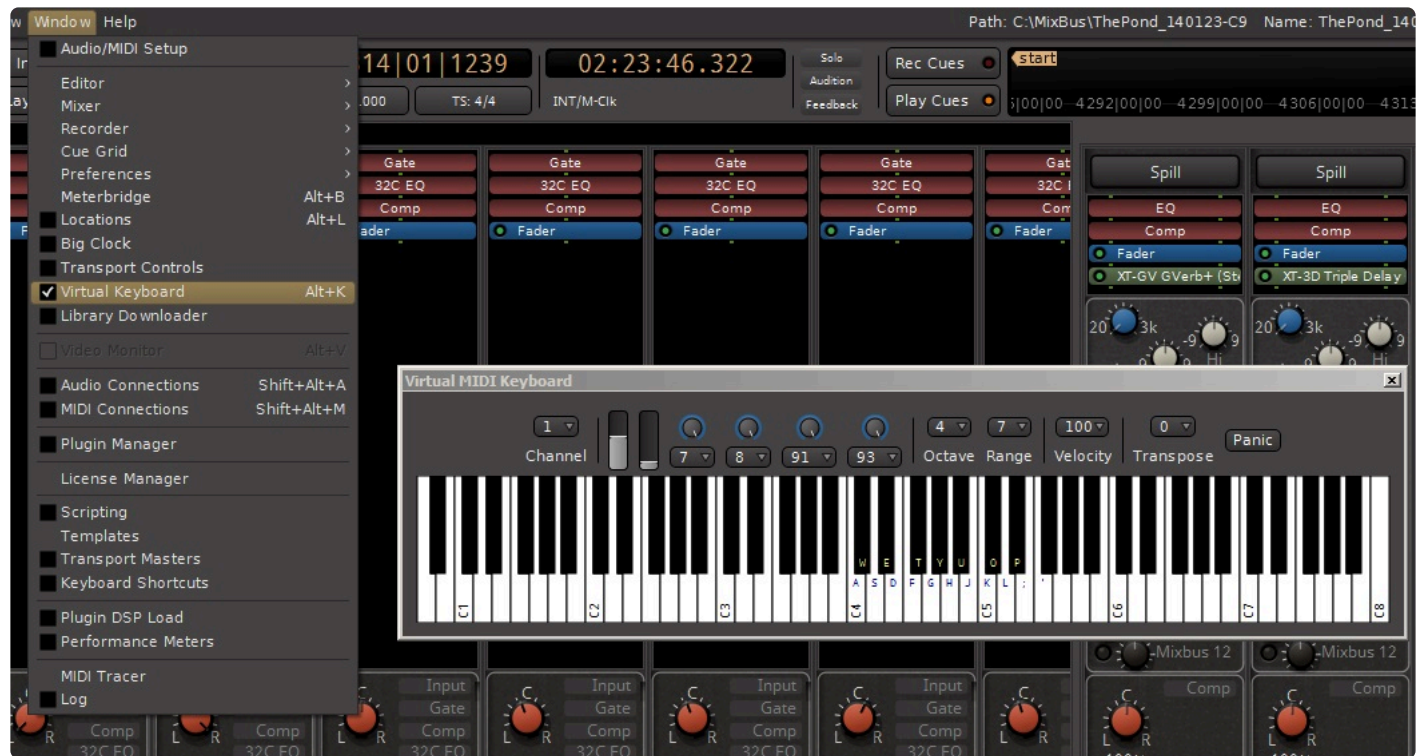 w Window Help Path: C:\MixBus\ThePond_140123-C9 Name: ThePond_140
Audio/MIDI Setup
14|01|1239 02:23:46.322 Solo Rec Cues start
Audition
Editor
.000 TS: 4/4 INT/M-Clk Feedback Play Cues 5|00|00 4292|00|00 4299|00|00 4306|00|00 4313
Mixer
Recorder
Cue Grid
Preferences
Meterbridge Alt+B
Locations Alt+L
Big Clock
Transport Controls
Virtual Keyboard Alt+K
Library Downloader
Video Monitor Alt+V
Audio Connections Shift+Alt+A
MIDI Connections Shift+Alt+M
Plugin Manager
License Manager
Scripting
Templates
Transport Masters
Keyboard Shortcuts
Plugin DSP Load
Performance Meters
MIDI Tracer
Log
Gate Gate Gate Gate Gat
32C EQ 32C EQ 32C EQ 32C EQ 32C E
Comp Comp Comp Comp Com
F ader Fader Fader Fader Fader
Spill Spill
EQ EQ
Comp Comp
Fader Fader
XT-GV GVerb+ (Ste XT-3D Triple Delay
20 3k -9 9 20 3k -9 9
Hi Hi
Virtual MIDI Keyboard
1 4 7 100 0
Panic
Channel 7 8 91 93 Octave Range Velocity Transpose
W E T Y U O P
A S D F G H J K L ; '
C1 C2 C3 C4 C5 C6 C7 C8
Mixbus 12 Mixbus 12
C Input C Input C Input C Input C C Comp C Comp
Gate Gate Gate Gate
L R Comp L R Comp L R Comp L R Comp L R Comp L R Comp L R L R L R
32C EQ 32C EQ 32C EQ 32C EQ 32C EQ 32C EQ